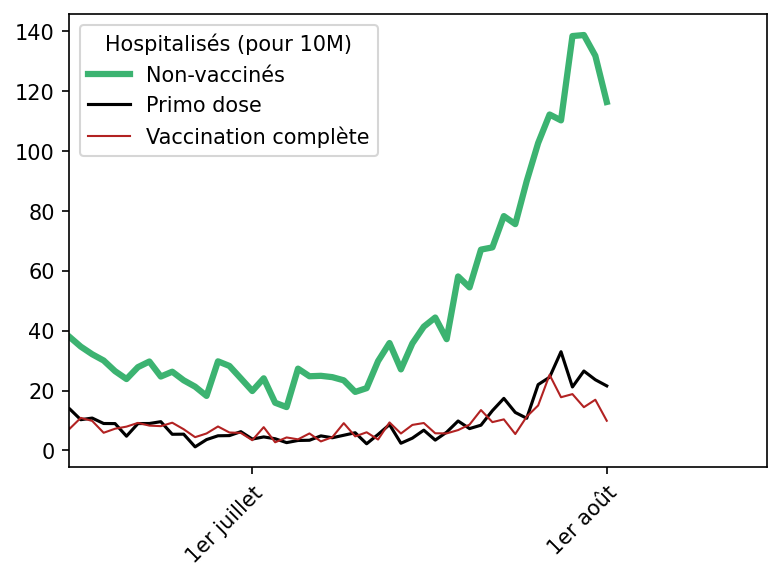 Hospitalisés (pour 10M)
Non-vaccinés
Primo dose
Vaccination complète
140
120
100
80
60
40
20
0
1er juillet
1er août